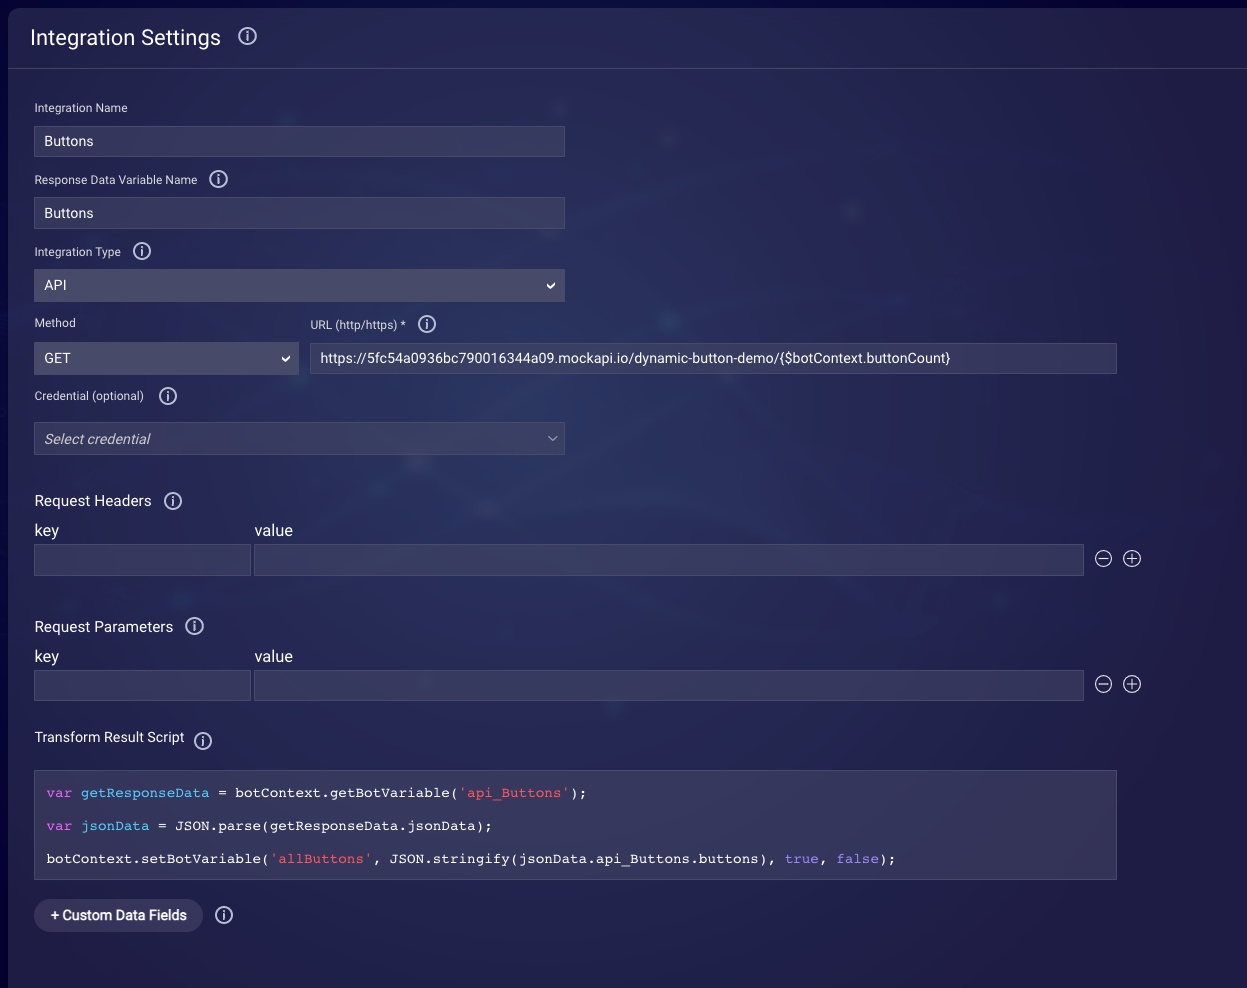 Integration Settings
Integration Name
Buttons
Response Data Variable Name
Buttons
Integration Type
API
Method
URL (http/https) *
GET
https://5fc54a0936bc790016344a09.mockapi.io/dynamic-button-demo/{$botContext.buttonCount}
Credential (optional)
Select credential
Request Headers
key value
Request Parameters
key value
Transform Result Script
var getResponseData = botContext.getBotVariable('api_Buttons');
var jsonData = JSON.parse(getResponseData.jsonData);
botContext.setBotVariable('allButtons', JSON.stringify(jsonData.api_Buttons.buttons), true, false);
+ Custom Data Fields